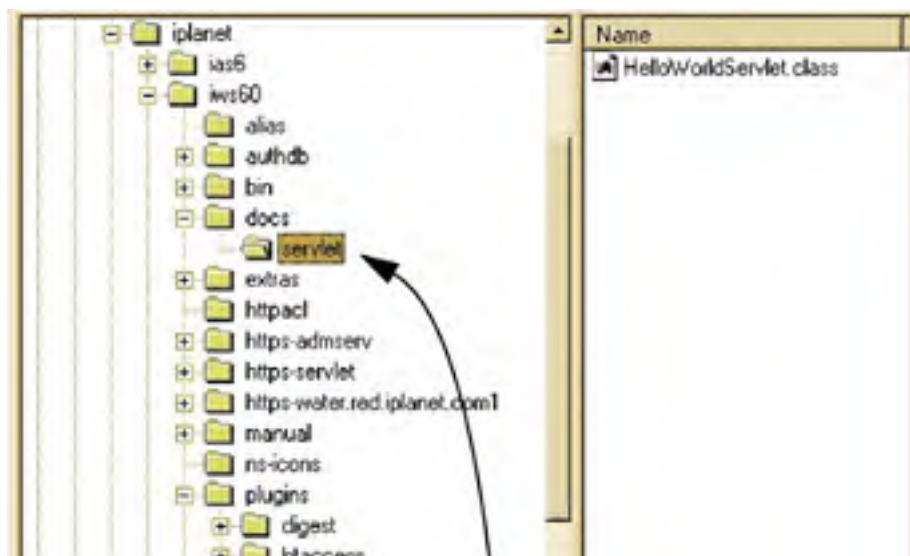 iplanet
ias6
iws60
alias
authdb
bin
docs
servlet
extras
httpacl
https-admserv
https-servlet
https-water.red.iplanet.com1
manual
ns-icons
plugins
digest
htaccess
Name
HelloWorldServlet.class